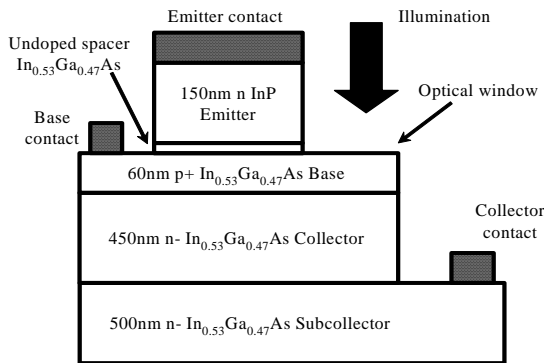 Emitter contact
Illumination
Undoped spacer
In0.53Ga0.47As
150nm n InP
Emitter
Optical window
Base
contact
60nm p+ In0.53Ga0.47As Base
450nm n- In0.53Ga0.47As Collector
Collector
contact
500nm n- In0.53Ga0.47As Subcollector